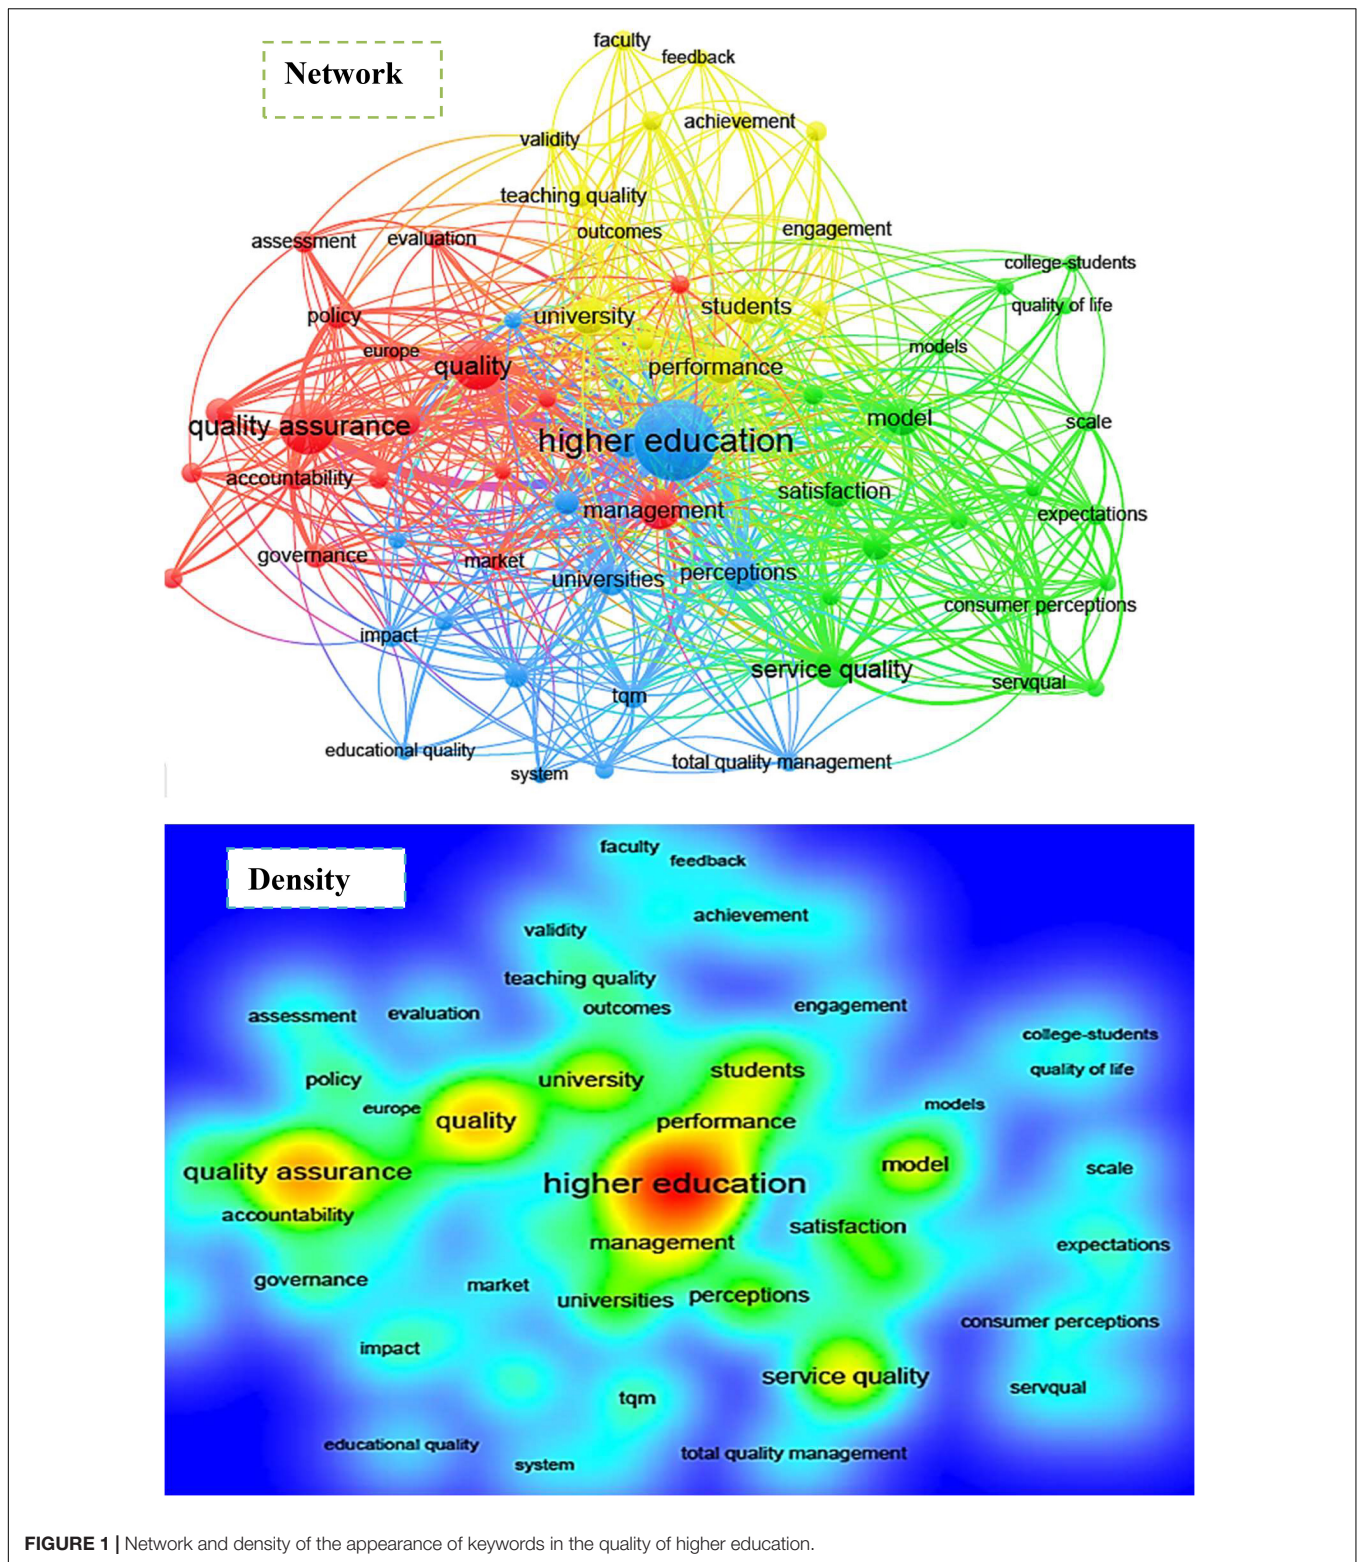 Network
faculty
feedback
achievement
validity
teaching quality
outcomes
engagement
assessment
evaluation
college-students
quality of life
students
university
policy
models
europe
quality
performance
model
scale
quality assurance
higher education
accountability
satisfaction
management
expectations
governance
market
universities
perceptions
consumer perceptions
impact
service quality
servqual
tqm
educational quality
system
total quality management
Density
faculty
feedback
achievement
validity
teaching quality
outcomes
engagement
assessment
evaluation
college-students
quality of life
students
university
policy
models
europe
quality
performance
model
scale
quality assurance
higher education
accountability
satisfaction
management
expectations
governance
market
universities
perceptions
consumer perceptions
impact
service quality
servqual
tqm
educational quality
system
total quality management
FIGURE 1 | Network and density of the appearance of keywords in the quality of higher education.